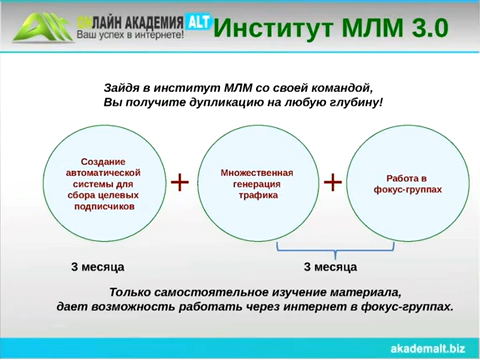 ОНЛАЙН АКАДЕМИЯ ALT
Ваш успех в интернете!
Институт МЛМ 3.0
Зайдя в институт МЛМ со своей командой,
Вы получите дупликацию на любую глубину!
Создание
автоматической
системы для
сбора целевых
подписчиков
+
Множественная
генерация
трафика
+
Работа в
фокус-группах
3 месяца
3 месяца
Только самостоятельное изучение материала,
дает возможность работать через интернет в фокус-группах.
akademalt.biz